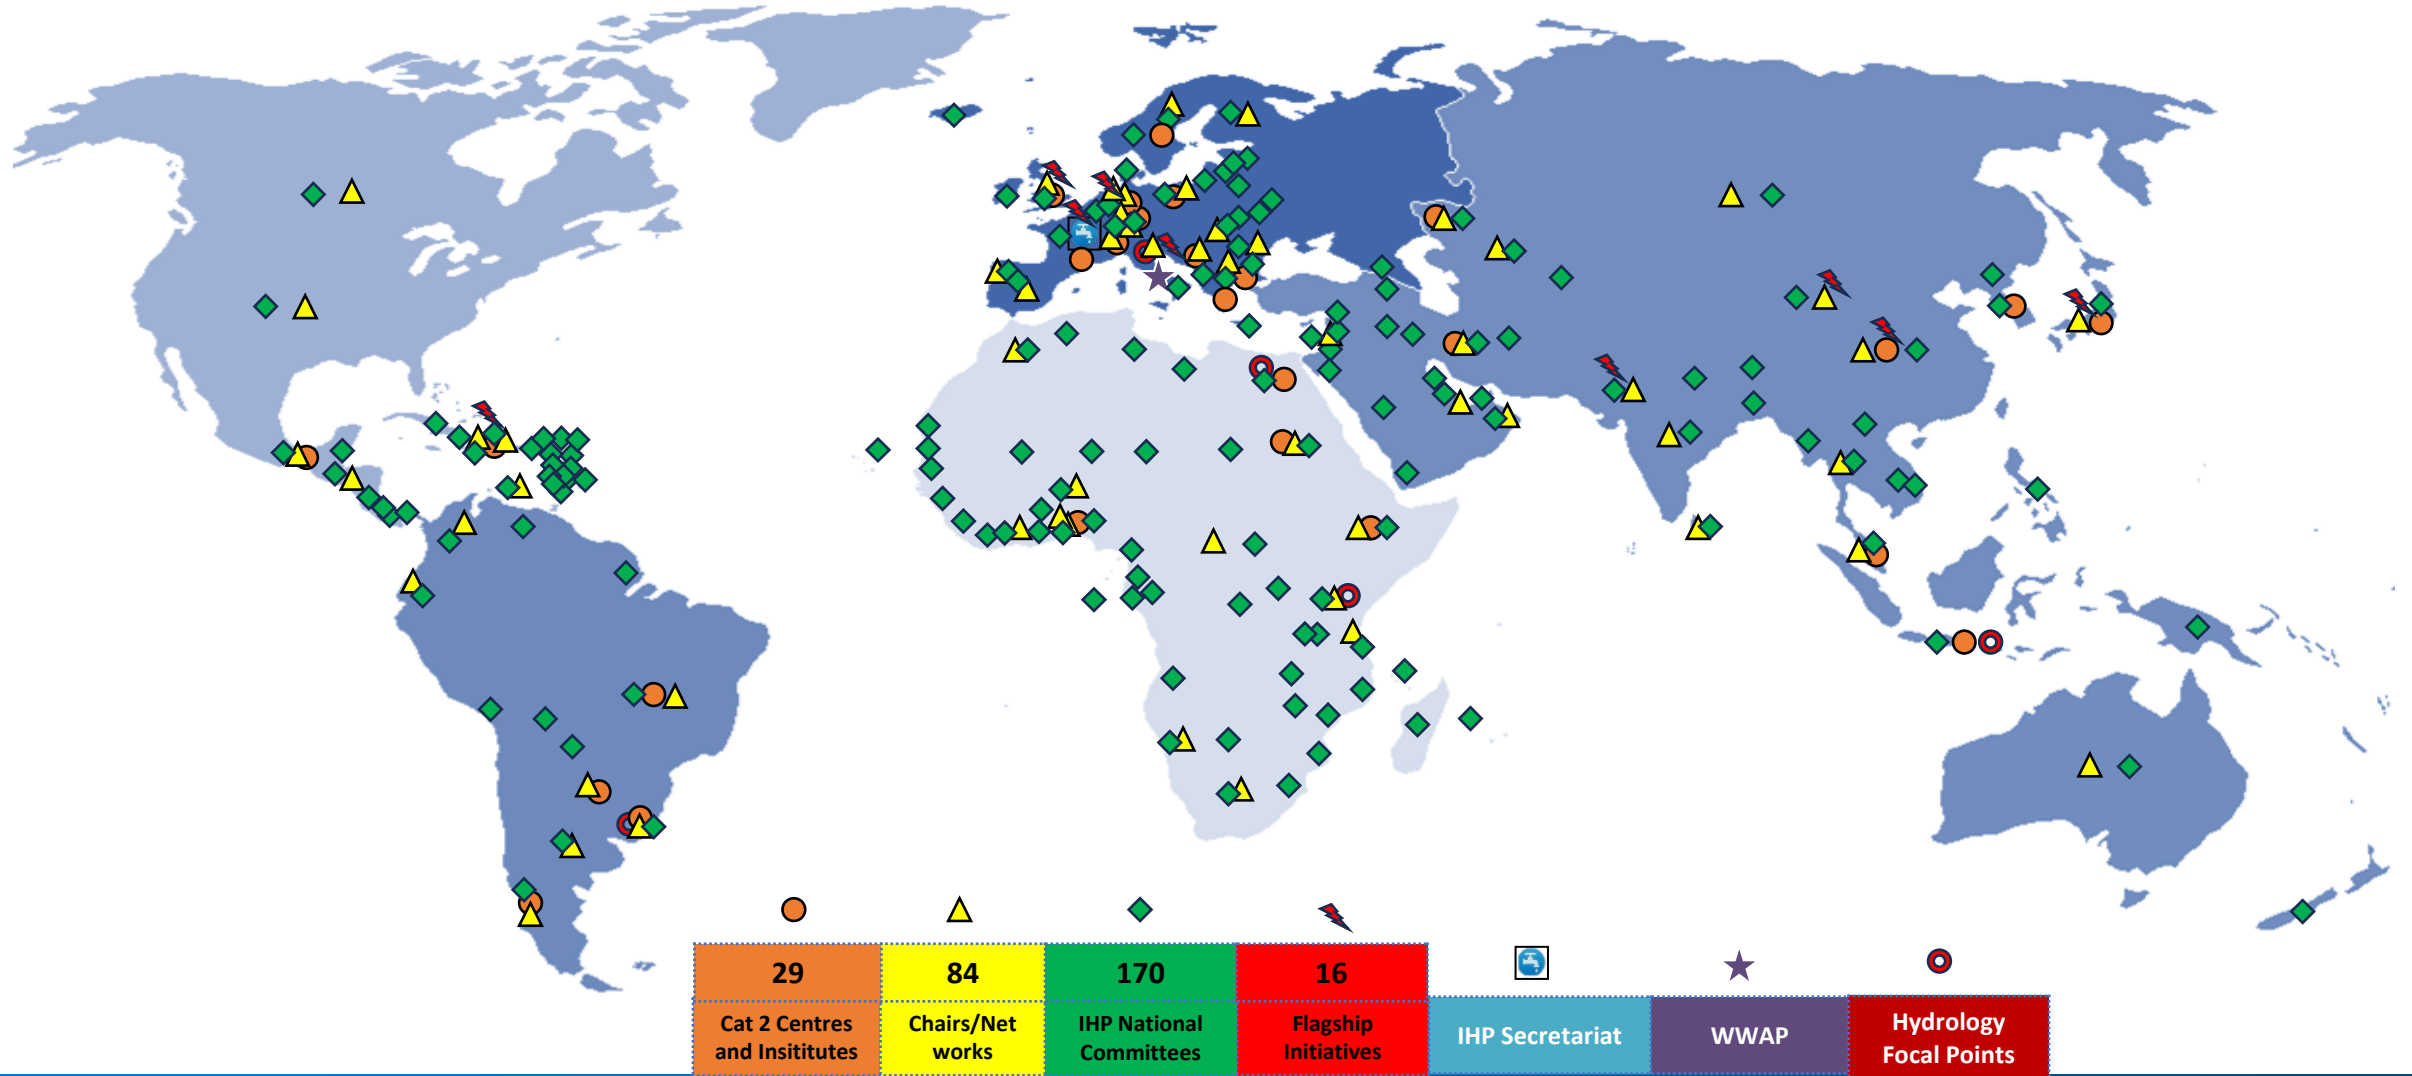 29
84
170
16
Cat 2 Centres
and Insititutes
Chairs/Net
works
IHP National
Committees
Flagship
Initiatives
IHP Secretariat
WWAP
Hydrology
Focal Points